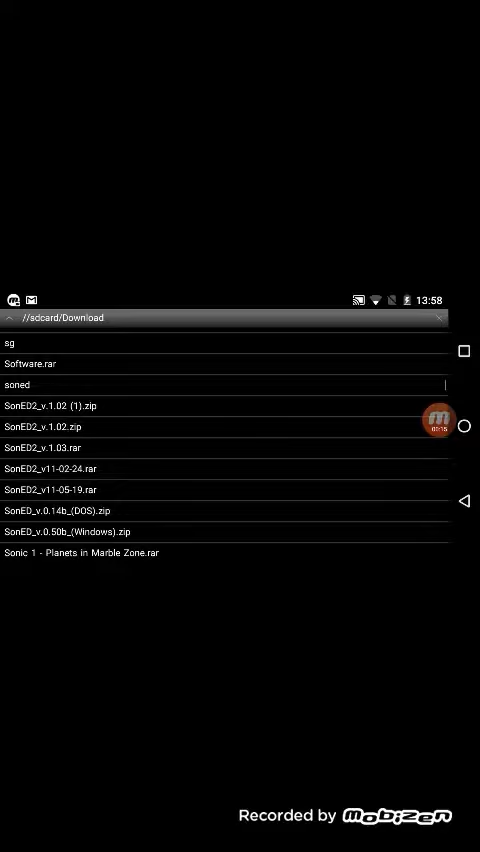 13:58
//sdcard/Download
sg
Software.rar
soned
SonED2_v.1.02 (1).zip
SonED2_v.1.02.zip
00:15
SonED2_v.1.03.rar
SonED2_v11-02-24.rar
SonED2_v11-05-19.rar
SonED_v.0.14b_(DOS).zip
SonED_v.0.50b_(Windows).zip
Sonic 1 - Planets in Marble Zone.rar
Recorded by Mobizen